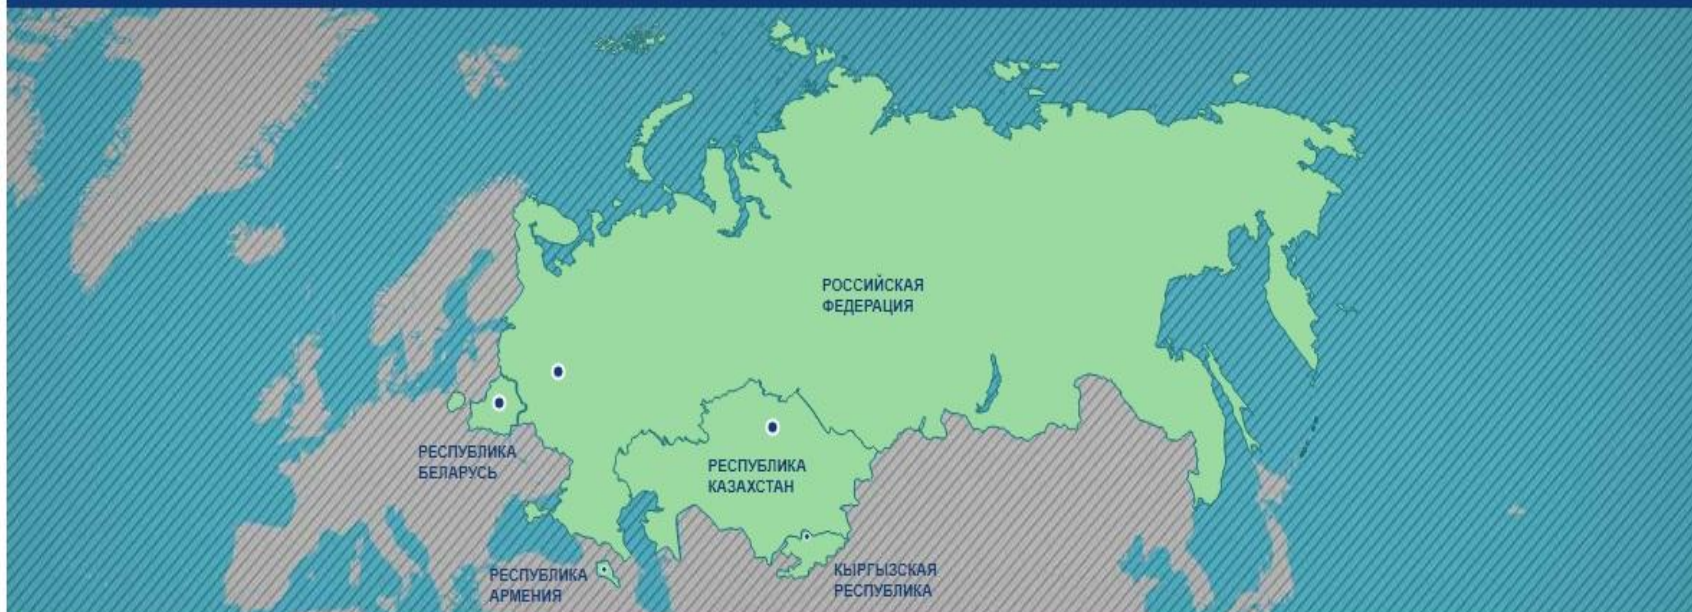 РОССИЙСКАЯ
ФЕДЕРАЦИЯ
РЕСПУБЛИКА
БЕЛАРУСЬ
РЕСПУБЛИКА
КАЗАХСТАН
РЕСПУБЛИКА
АРМЕНИЯ
КЫРГЫЗСКАЯ
РЕСПУБЛИКА